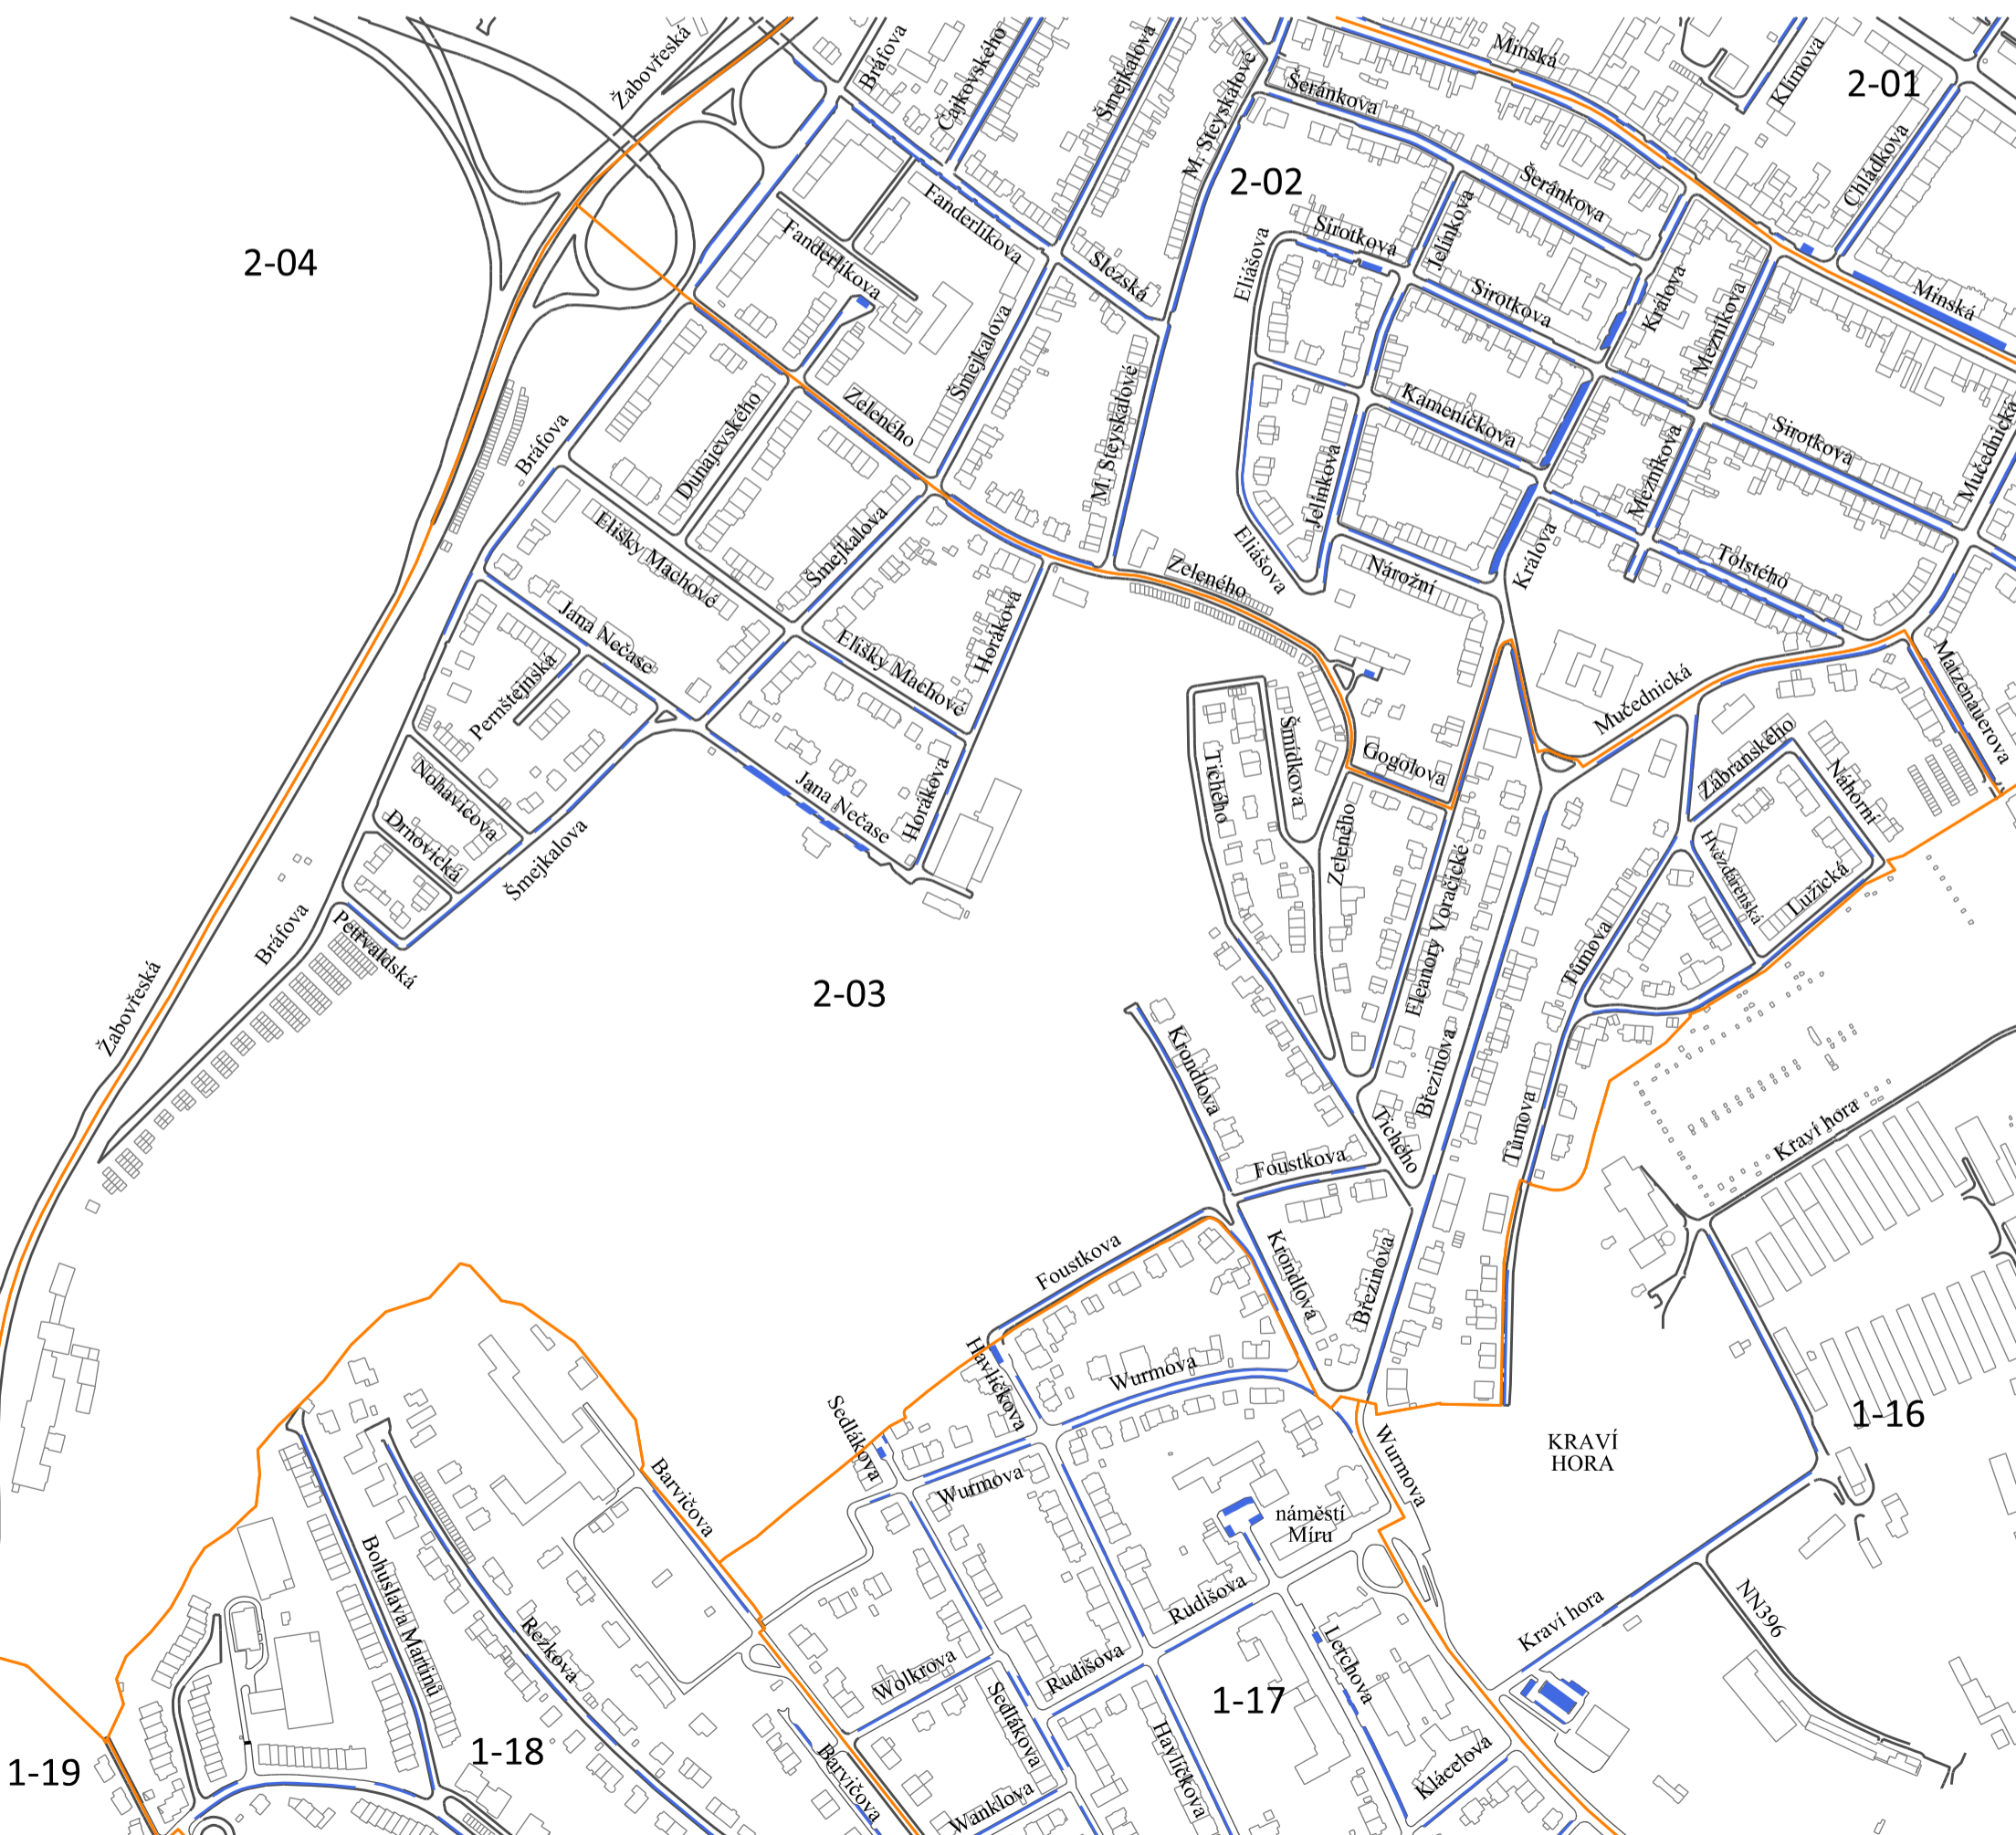 Žabovřeská
Bráfova
Čajkovského
Šmejkalova
M. Steyskalové
Minská
Klímova
2-01
Šeránkova
Chládkova
2-02
Šeránkova
Fanderlíkova
Sirotkova
Jelínkova
Fanderlíkova
Eliášova
2-04
Slezská
Sirotkova
Králova
Mezníkova
Minská
Šmejkalova
Zeleného
Kameníčkova
Dunajevského
M. Steyskalové
Bráfova
Mezníkova
Sirotkova
Mučednická
Jelínkova
Elišky Machové
Šmejkalova
Eliášova
Zeleného
Nárožní
Králova
Tolstého
Jana Nečase
Elišky Machové
Horákova
Pernštejnská
Mučednická
Matzenauerova
Nohavicova
Jana Nečase
Horákova
Tichého
Šmídkova
Gogolova
Zábranského
Náhorní
Drnovická
Šmejkalova
Zeleného
Eleanory Voračické
Hvězdárenská
Lužická
Bráfova
Petřvaldská
Žabovřeská
2-03
Tůmova
Krondlova
Březinova
Tichého
Tůmova
Kraví hora
Foustkova
Foustkova
Krondlova
Březinova
Havlíčkova
Wurmova
Sedlákova
Wurmova
1-16
KRAVÍ
HORA
Barvičova
Wurmova
náměstí
Míru
Bohuslava Martinů
Rezkova
Rudišova
Kraví hora
NN396
Wolkrova
Rudišova
Lerchova
1-17
Sedlákova
Havlíčkova
1-18
1-19
Barvičova
Klácelova
Wanklova